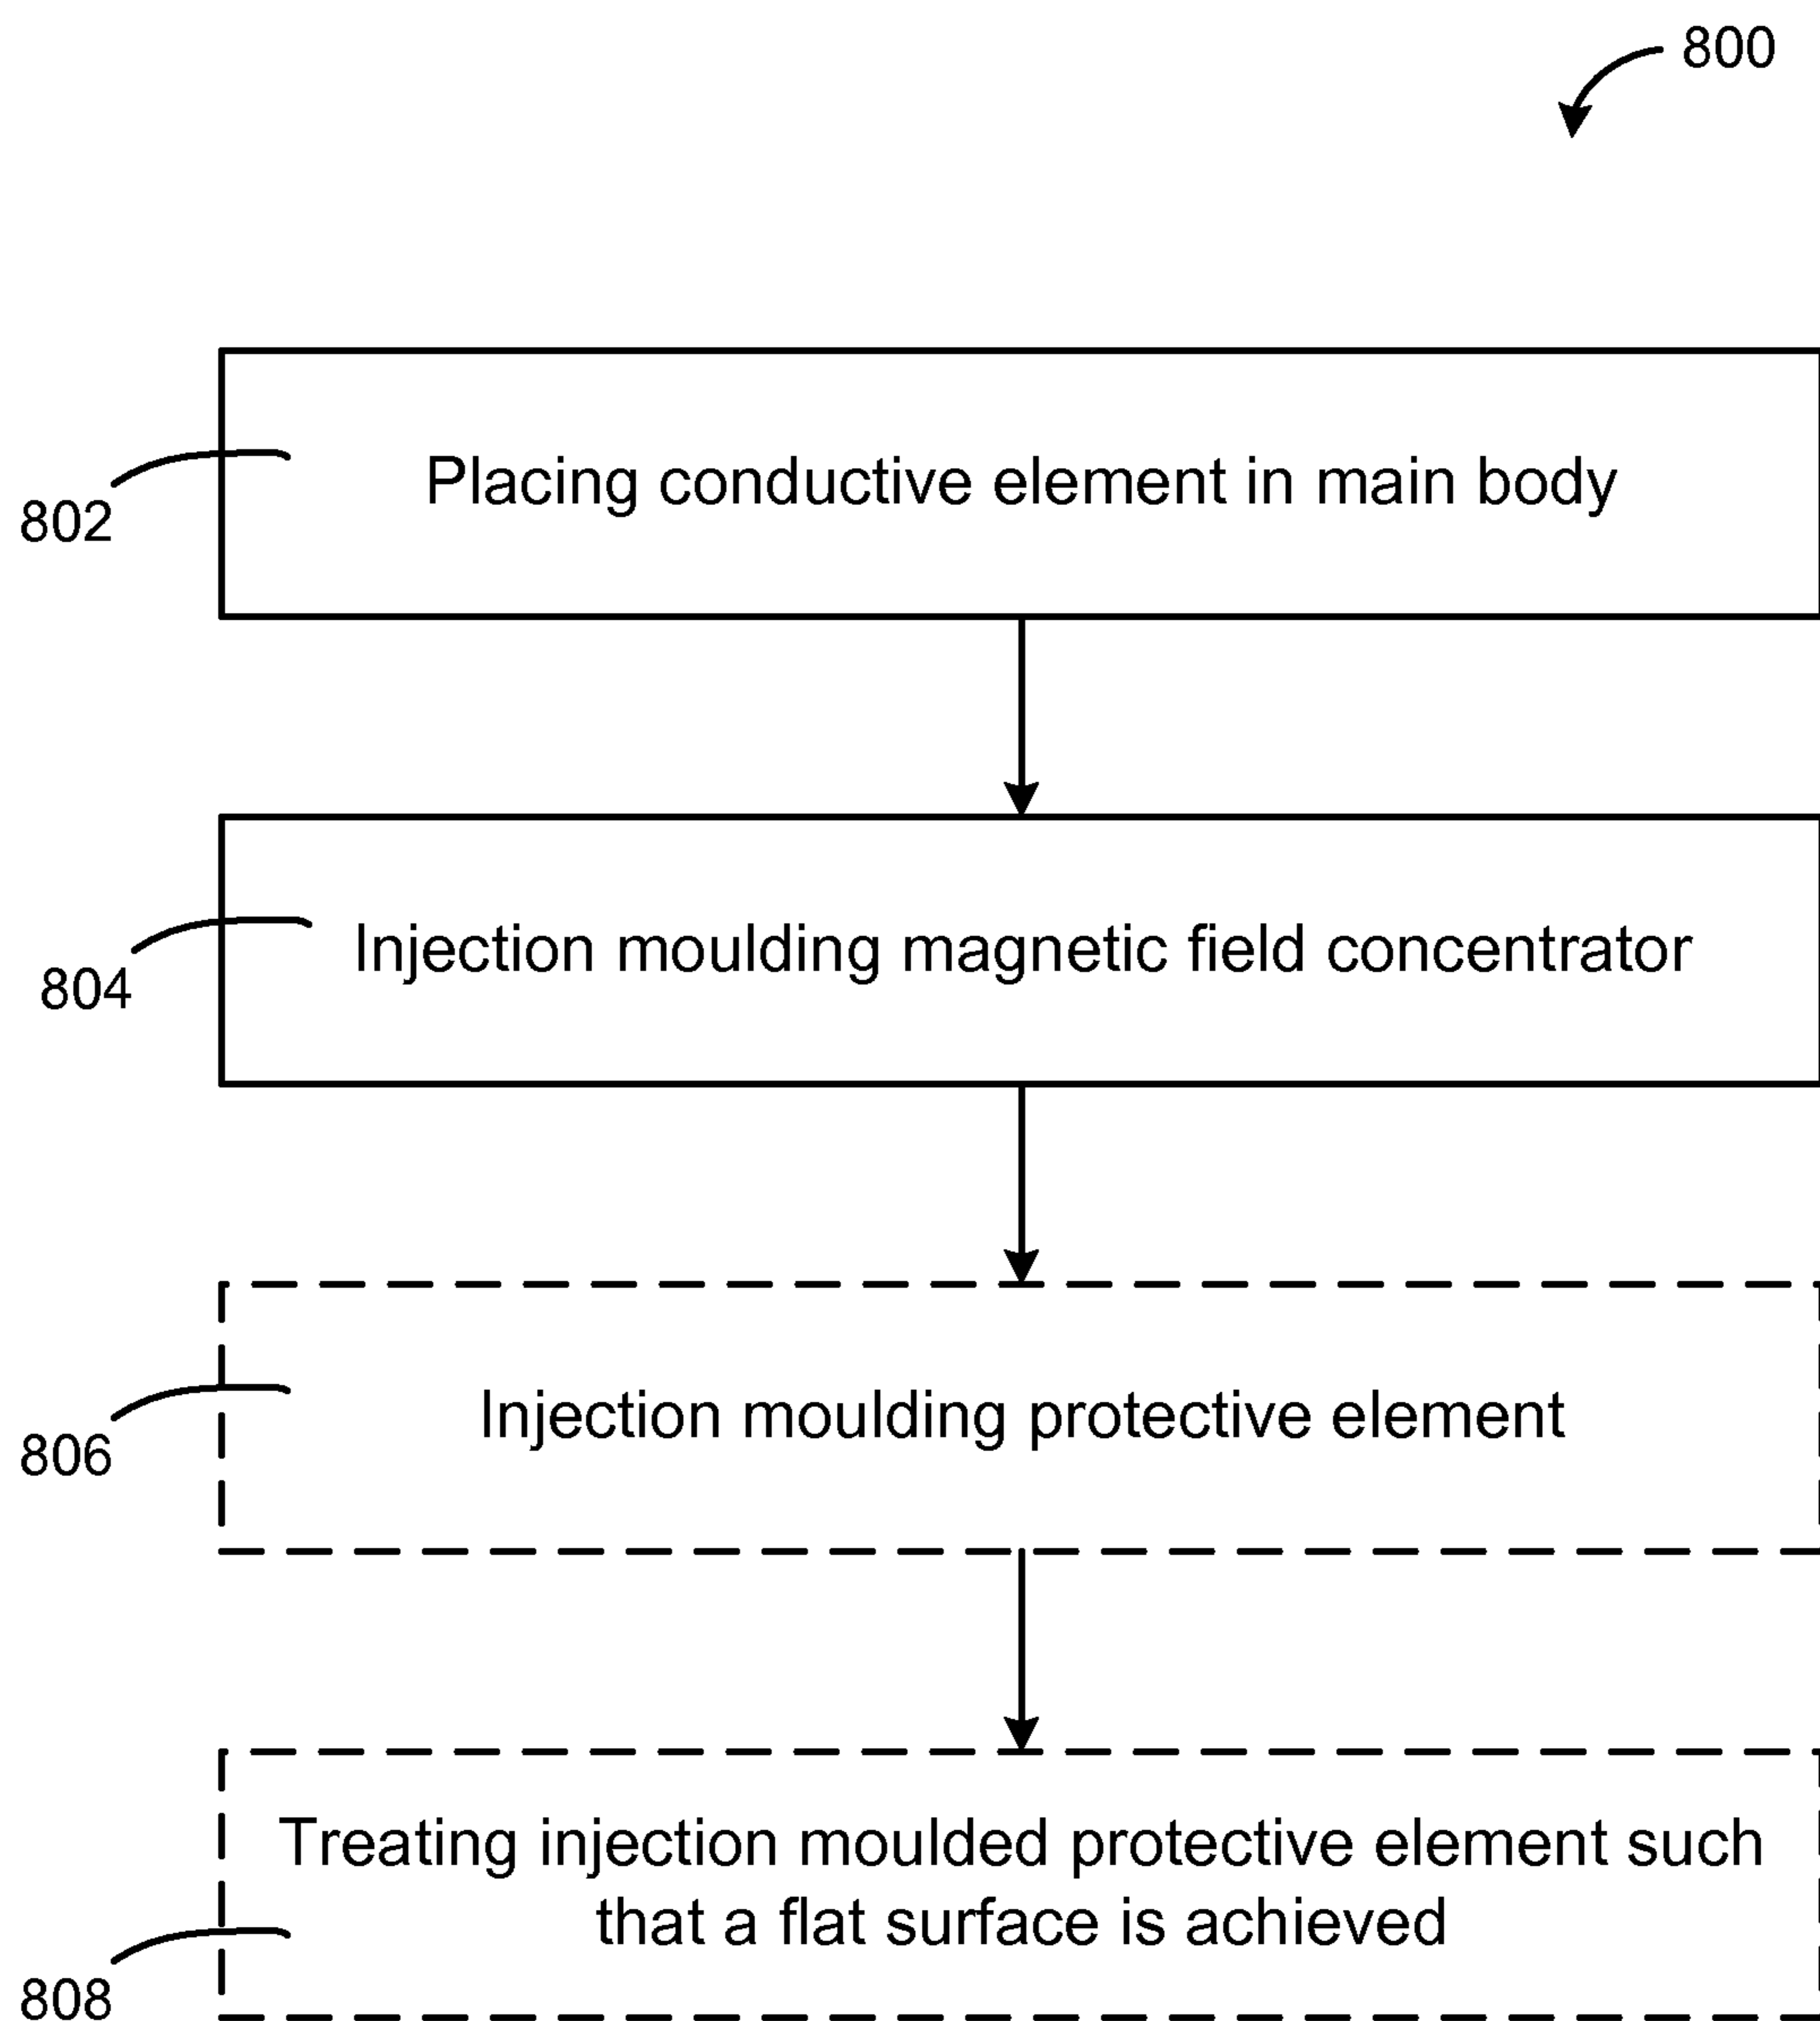 800
Placing conductive element in main body
802
Injection moulding magnetic field concentrator
804
Injection moulding protective element
806
Treating injection moulded protective element such
that a flat surface is achieved
808